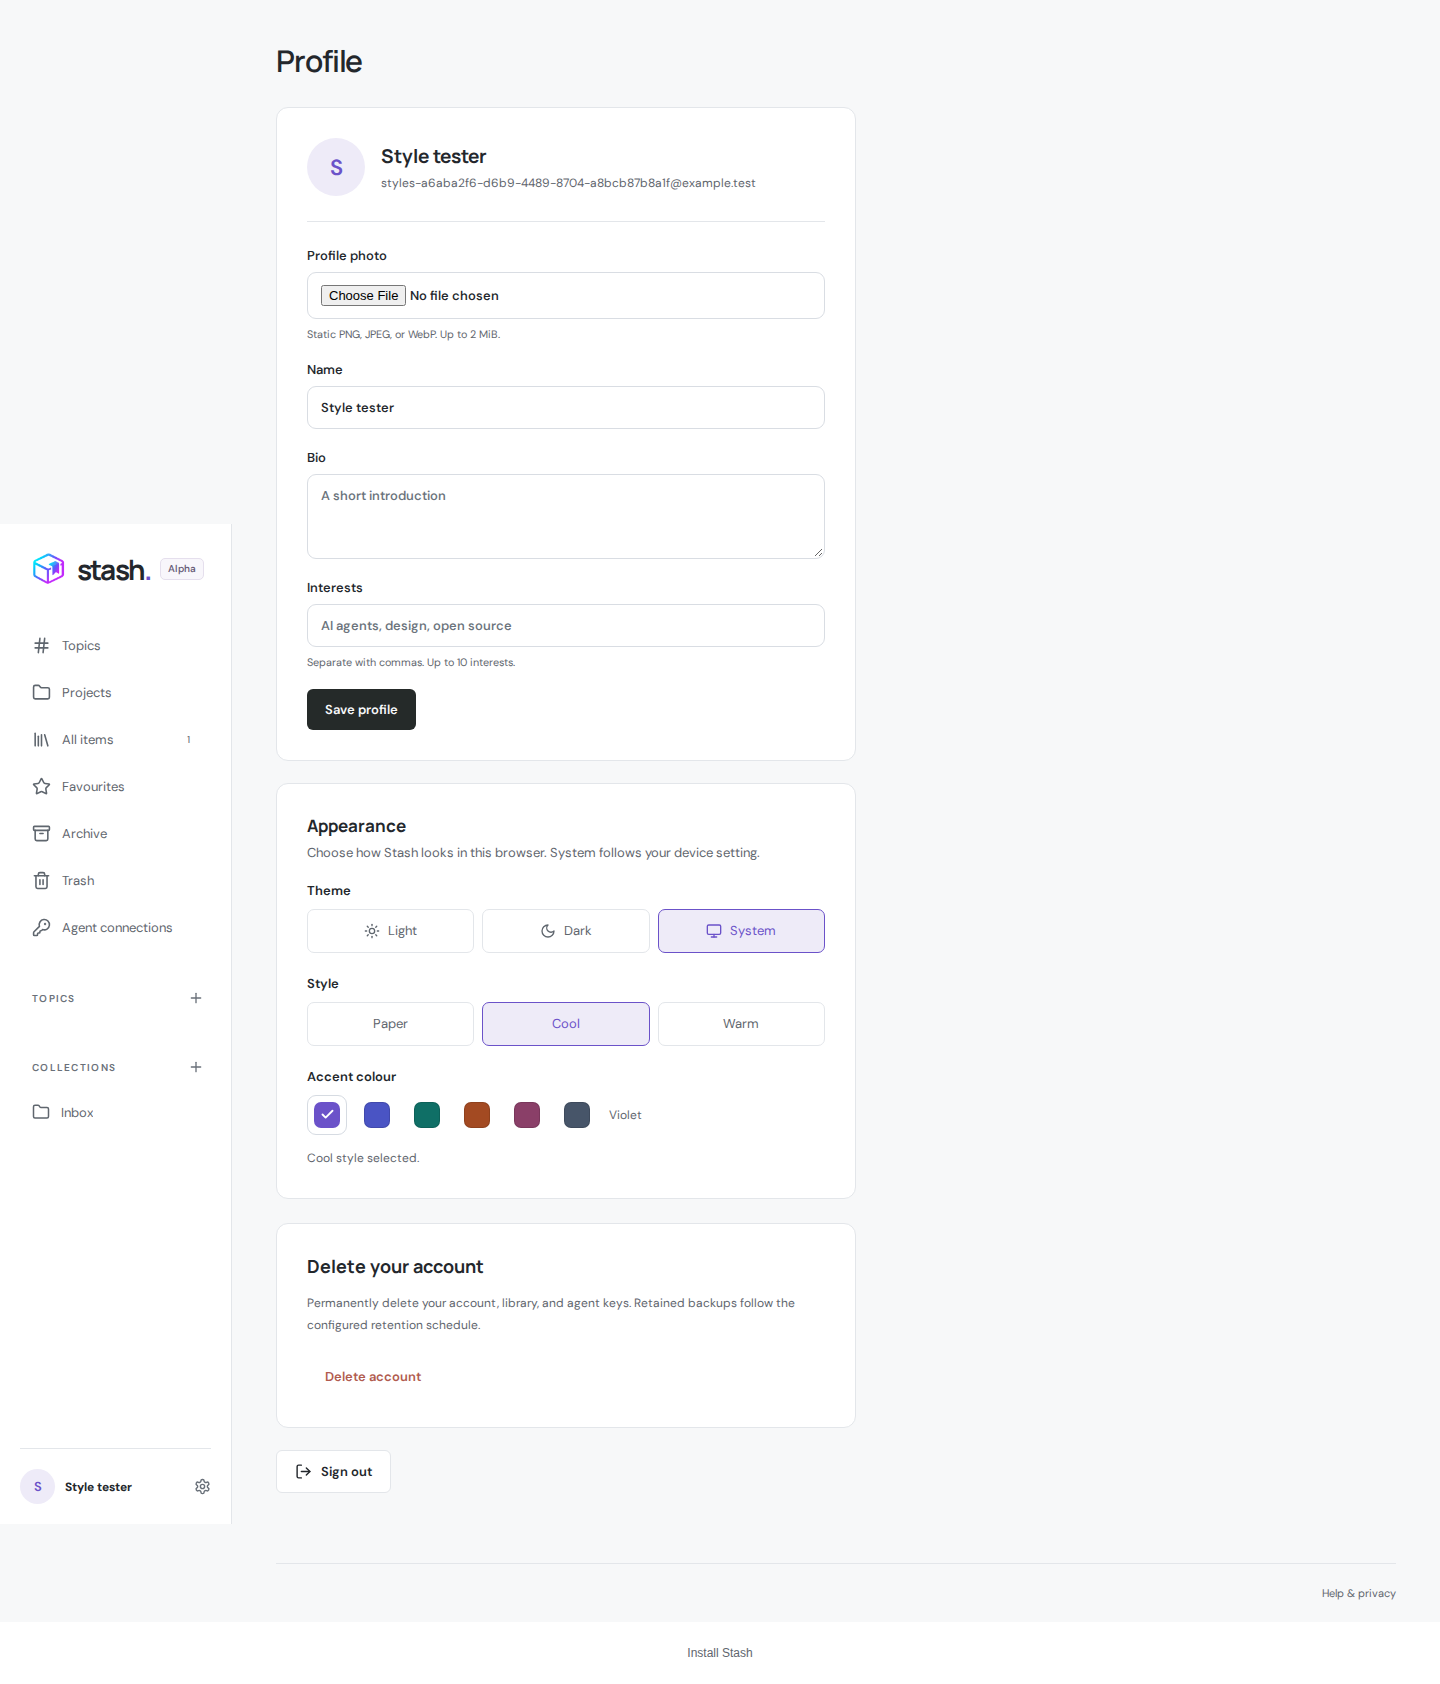 Profile
S
Style tester
styles-a6aba2f6-d6b9-4489-8704-a8bcb87b8a1f@example.test
Profile photo
Choose File No file chosen
Static PNG, JPEG, or WebP. Up to 2 MiB.
Name
Style tester
Bio
A short introduction
Interests
AI agents, design, open source
Separate with commas. Up to 10 interests.
Save profile
stash. Alpha
Topics
Projects
All items 1
Favourites
Archive
Trash
Agent connections
TOPICS
COLLECTIONS
Inbox
S Style tester
Appearance
Choose how Stash looks in this browser. System follows your device setting.
Theme
Light Dark System
Style
Paper Cool Warm
Accent colour
Violet
Cool style selected.
Delete your account
Permanently delete your account, library, and agent keys. Retained backups follow the
configured retention schedule.
Delete account
Sign out
Help & privacy
Install Stash